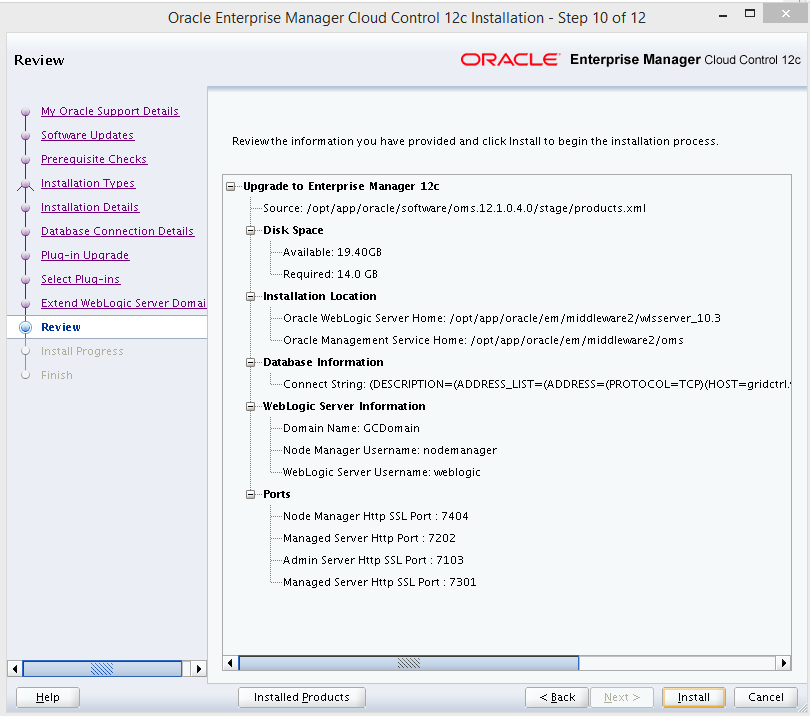 Oracle Enterprise Manager Cloud Control 12c Installation - Step 10 of 12
Review
ORACLE Enterprise Manager Cloud Control 12c
My Oracle Support Details
Software Updates
Prerequisite Checks
Installation Types
Installation Details
Database Connection Details
Plug-in Upgrade
Select Plug-ins
Extend WebLogic Server Domai
Review
Install Progress
Finish
Review the information you have provided and click Install to begin the installation process.
Upgrade to Enterprise Manager 12c
Source: /opt/app/oracle/software/oms.12.1.0.4.0/stage/products.xml
Disk Space
Available: 19.40GB
Required: 14.0 GB
Installation Location
Oracle WebLogic Server Home: /opt/app/oracle/em/middleware2/wlsserver_10.3
Oracle Management Service Home: /opt/app/oracle/em/middleware2/oms
Database Information
Connect String: (DESCRIPTION=(ADDRESS_LIST=(ADDRESS=(PROTOCOL=TCP)(HOST=gridctrl.
WebLogic Server Information
Domain Name: GCDomain
Node Manager Username: nodemanager
WebLogic Server Username: weblogic
Ports
Node Manager Http SSL Port : 7404
Managed Server Http Port : 7202
Admin Server Http SSL Port : 7103
Managed Server Http SSL Port : 7301
Help
Installed Products
< Back
Next >
Install
Cancel